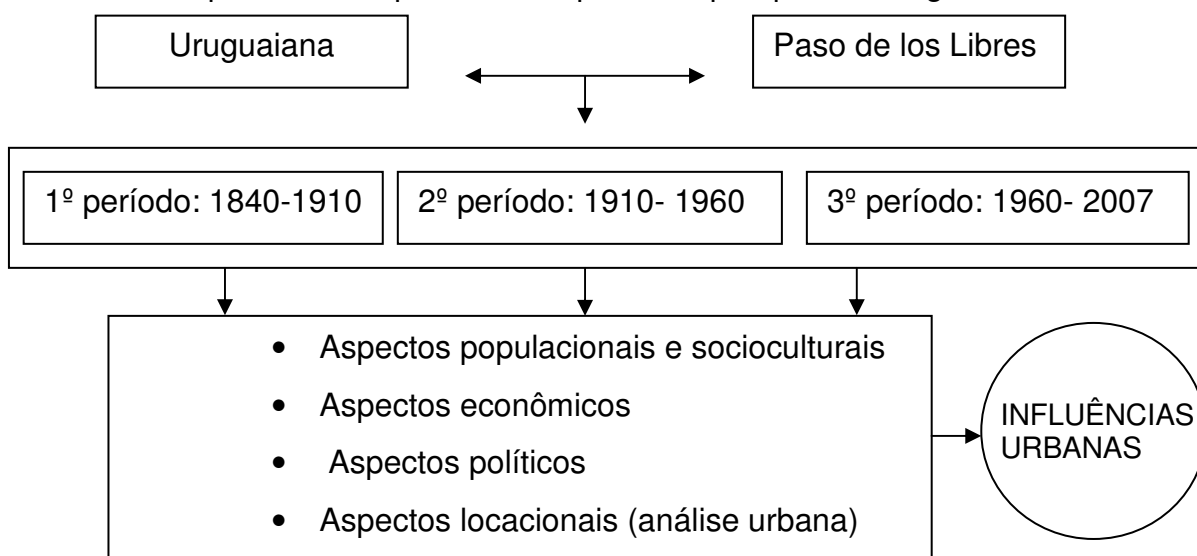 Uruguaiana
Paso de los Libres
1º período: 1840-1910
2º período: 1910- 1960
3º período: 1960- 2007
• Aspectos populacionais e socioculturais
• Aspectos econômicos
• Aspectos políticos
• Aspectos locacionais (análise urbana)
INFLUÊNCIAS
URBANAS